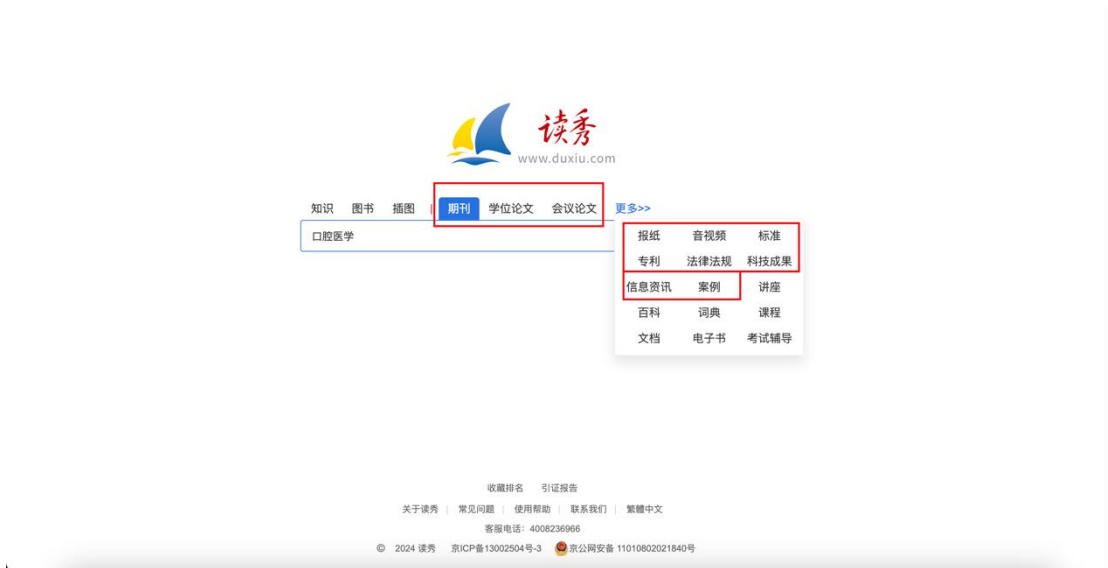 读秀
www.duxiu.com
知识 图书 插图 | 期刊 学位论文 会议论文 更多>>
口腔医学
报纸 音视频 标准
专利 法律法规 科技成果
信息资讯 案例 讲座
百科 词典 课程
文档 电子书 考试辅导
收藏排名 引证报告
关于读秀 | 常见问题 | 使用帮助 | 联系我们 | 繁體中文
客服电话：4008236966
© 2024 读秀 京ICP备13002504号-3 京公网安备 11010802021840号